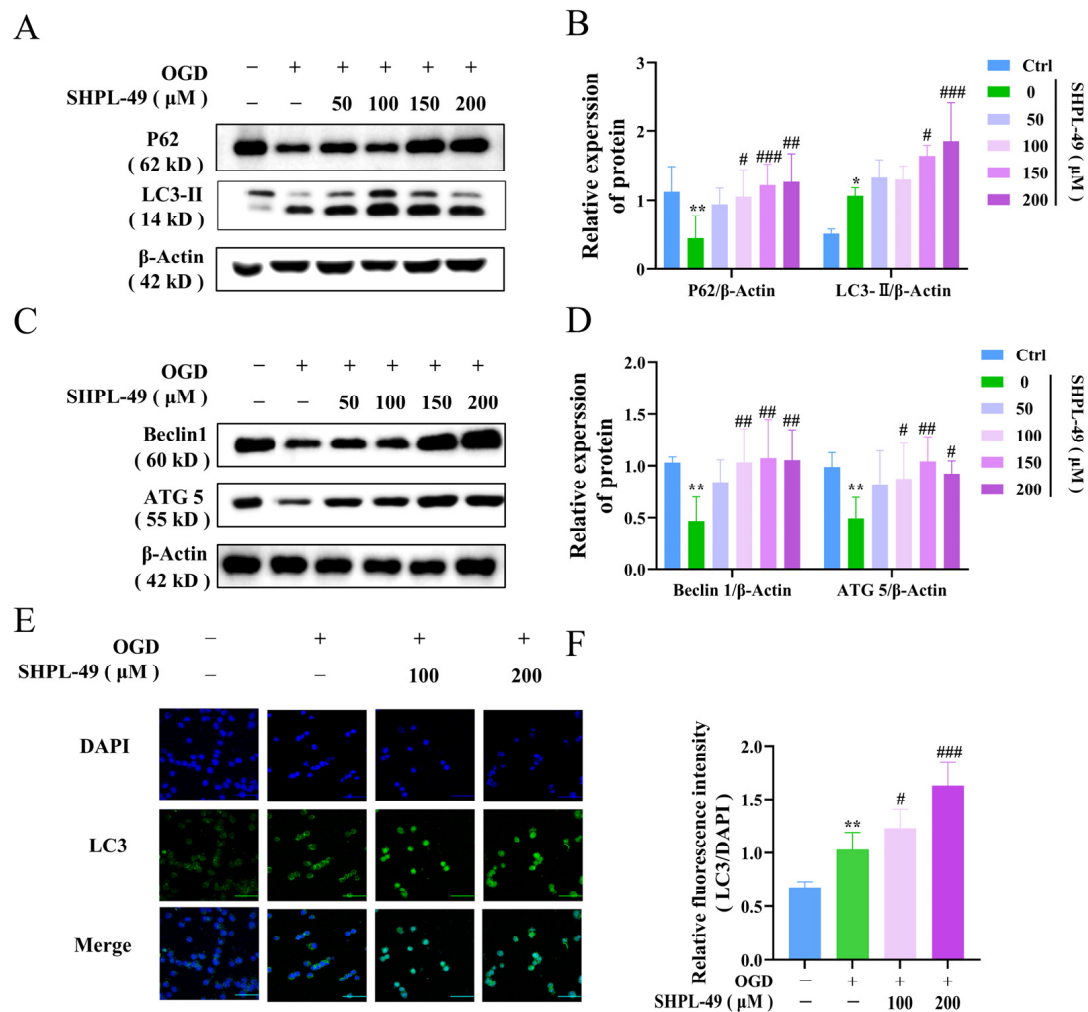 A
OGD − + + + + +
SHPL-49 ( μM ) − − 50 100 150 200
P62
( 62 kD )
LC3-II
( 14 kD )
β-Actin
( 42 kD )
B
Relative experssion
of protein
2
1
0
3
* ** # ### ## # ###
P62/β-Actin LC3-Ⅱ/β-Actin
Ctrl
0
50
100
150
200
SHPL-49 ( μM )
C
OGD − + + + + +
SIIPL-49 ( μM ) − − 50 100 150 200
Beclin1
( 60 kD )
ATG 5
( 55 kD )
β-Actin
( 42 kD )
D
Relative experssion
of protein
2.0
1.5
1.0
0.5
0.0
** ## ## ## ** # ## #
Beclin 1/β-Actin ATG 5/β-Actin
Ctrl
0
50
100
150
200
SHPL-49 ( μM )
E
OGD − + + +
SHPL-49 ( μM ) − − 100 200
DAPI
LC3
Merge
F
Relative fluorescence intensity
( LC3/DAPI )
2.0
1.5
1.0
0.5
0.0
** # ###
OGD − + + +
SHPL-49 ( μM ) − − 100 200